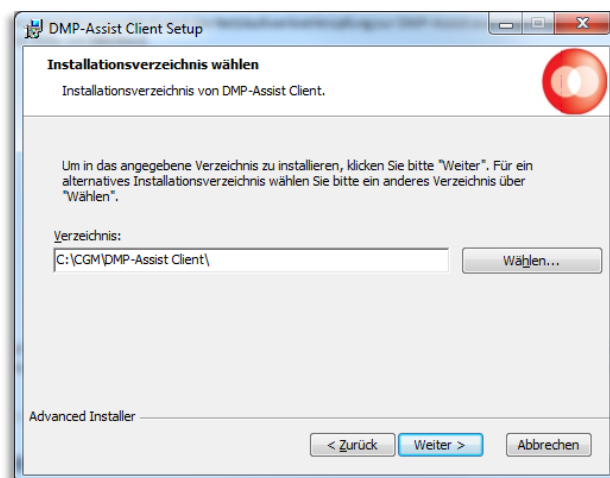 DMP-Assist Client Setup
Installationsverzeichnis wählen
Installationsverzeichnis von DMP-Assist Client.
Um in das angegebene Verzeichnis zu installieren, klicken Sie bitte "Weiter". Für ein
alternatives Installationsverzeichnis wählen Sie bitte ein anderes Verzeichnis über
"Wählen".
Verzeichnis:
C:\CGM\DMP-Assist Client\
Wählen...
Advanced Installer
< Zurück
Weiter >
Abbrechen